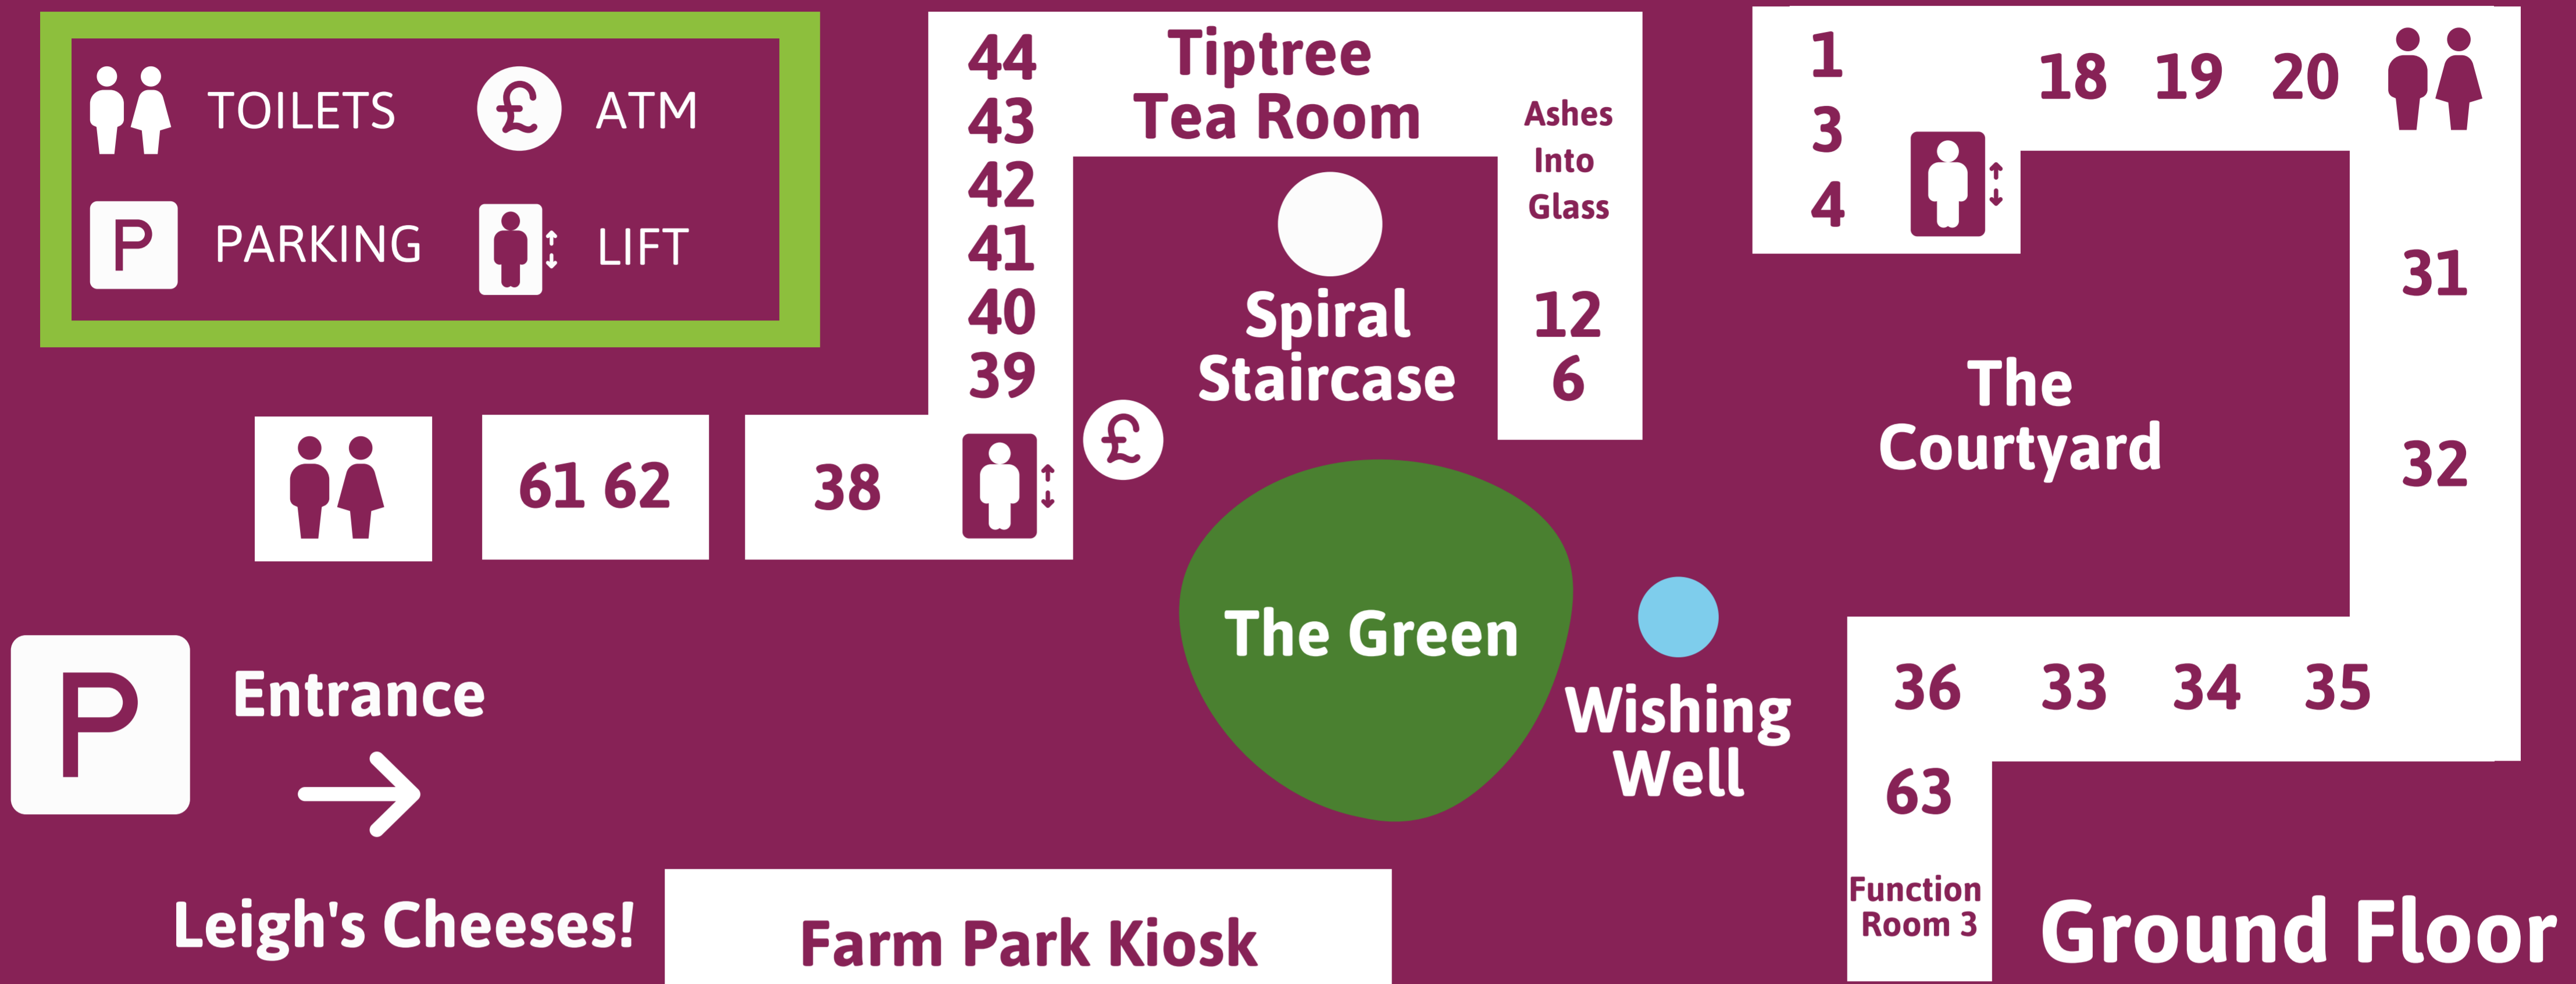 TOILETS
£ ATM
P PARKING
LIFT
44
43
42
41
40
39
Tiptree
Tea Room
Ashes
Into
Glass
12
6
Spiral
Staircase
£
38
61 62
1
3
4
18 19 20
31
32
The
Courtyard
The Green
Wishing
Well
36 33 34 35
63
Function
Room 3
P
Entrance
Leigh's Cheeses!
Farm Park Kiosk
Ground Floor